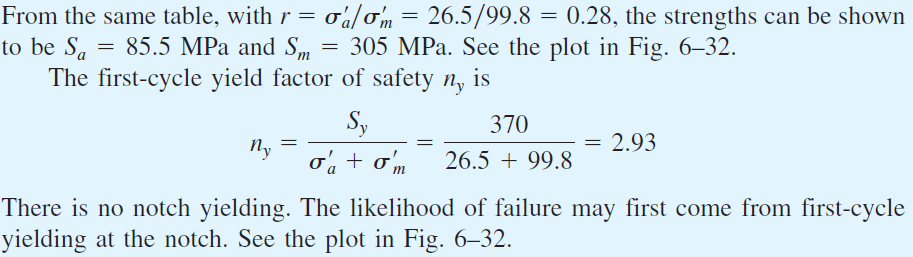 From the same table, with r = σ′a/σ′m = 26.5/99.8 = 0.28, the strengths can be shown
to be Sa = 85.5 MPa and Sm = 305 MPa. See the plot in Fig. 6–32.
The first-cycle yield factor of safety ny is
ny = Sy / (σ′a + σ′m) = 370 / (26.5 + 99.8) = 2.93
There is no notch yielding. The likelihood of failure may first come from first-cycle
yielding at the notch. See the plot in Fig. 6–32.